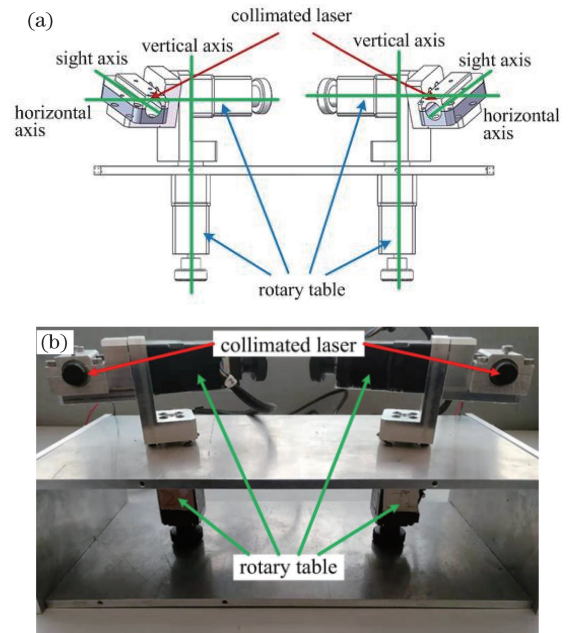 (a)
collimated laser
vertical axis
vertical axis
sight axis
sight axis
horizontal
axis
horizontal
axis
rotary table
(b)
collimated laser
rotary table